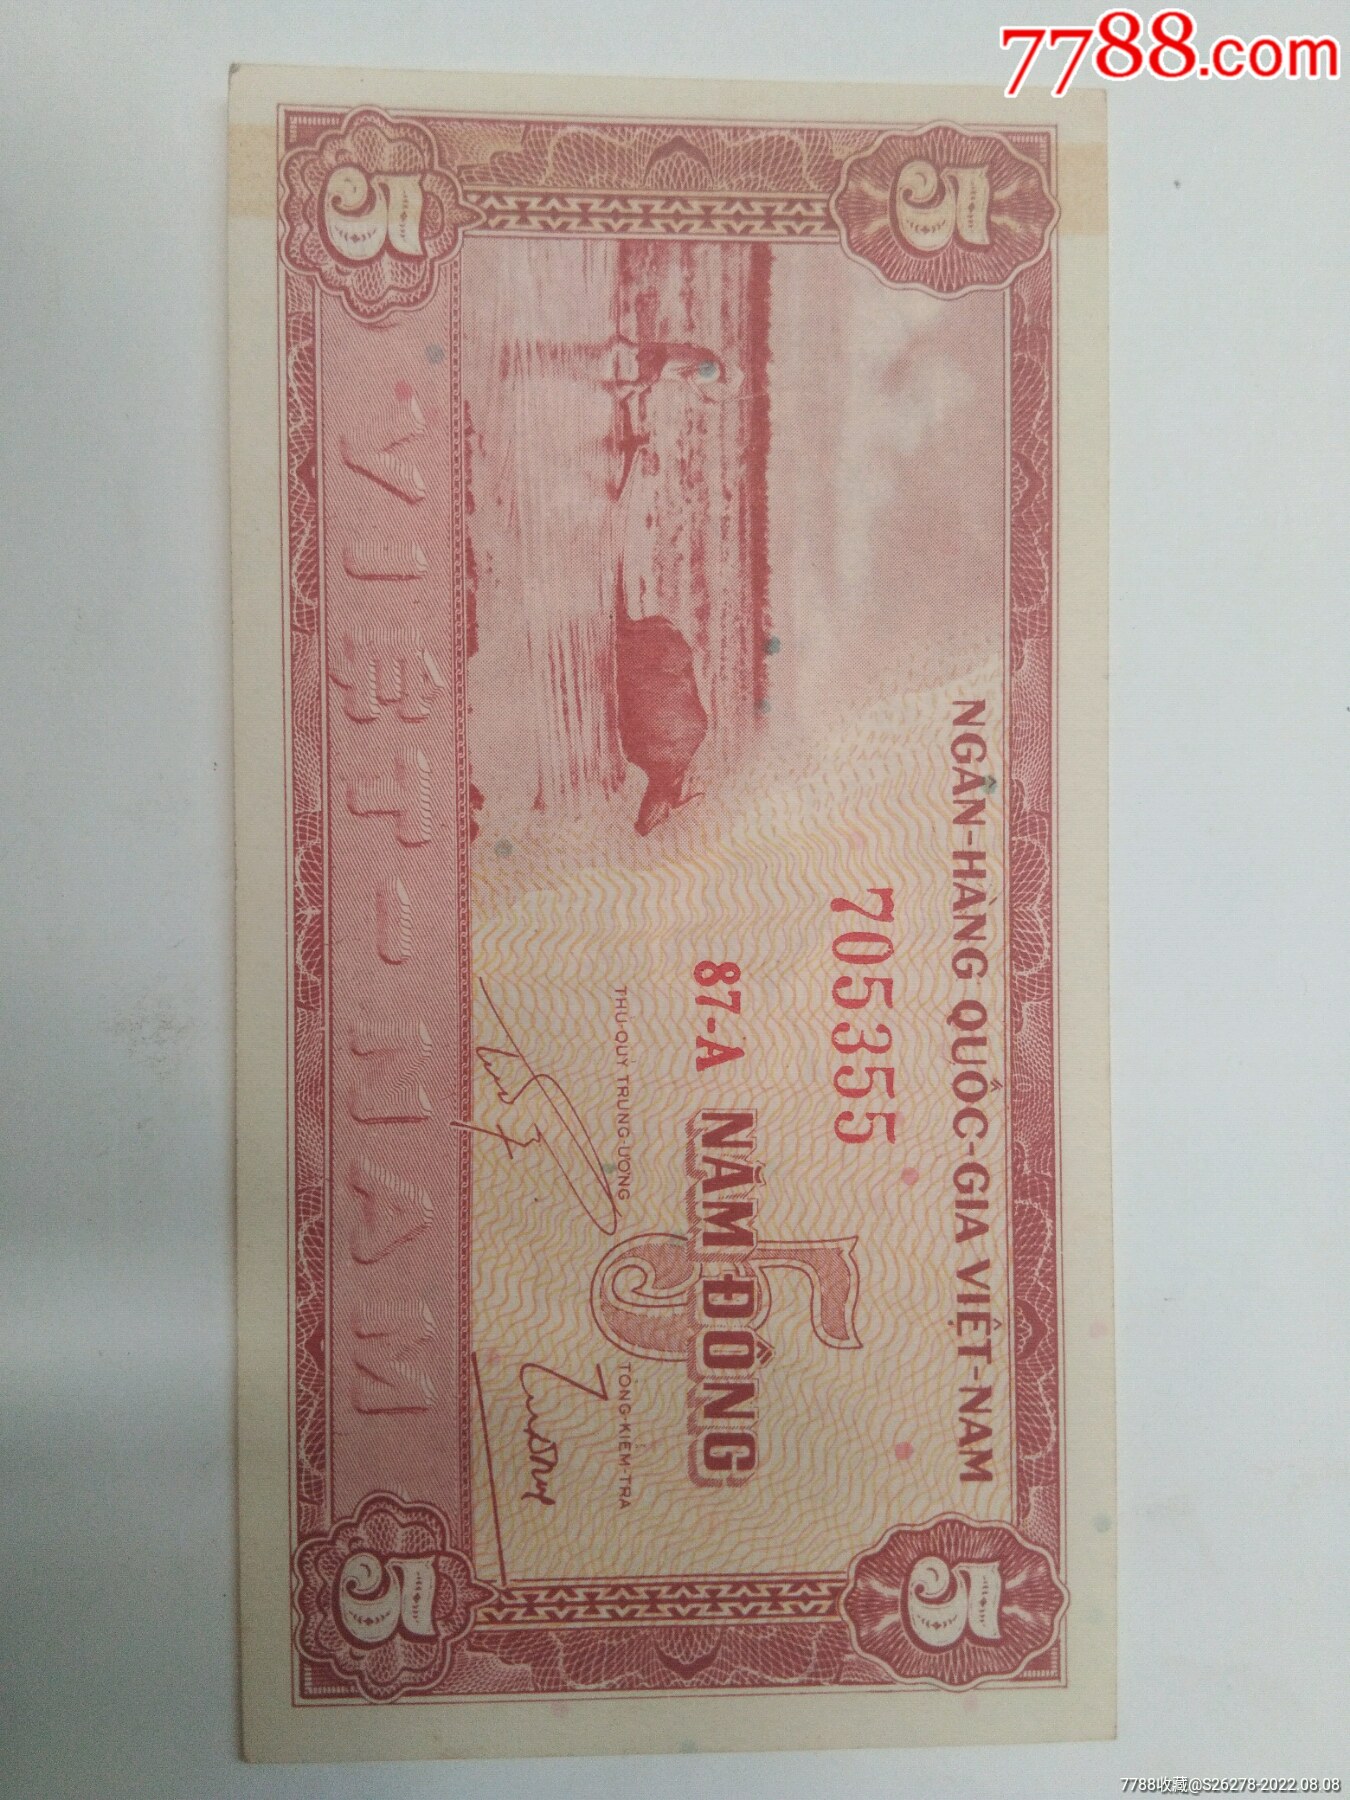 7788.com
5
5
NGÂN-HÀNG QUỐC-GIA VIỆT-NAM
705355
87-A
NĂM ĐỒNG
5
THỦ-QUỸ TRUNG-ƯƠNG
TỔNG-KIỂM-TRA
VIỆT-NAM
5
5
7788收藏@S26278-2022.08.08